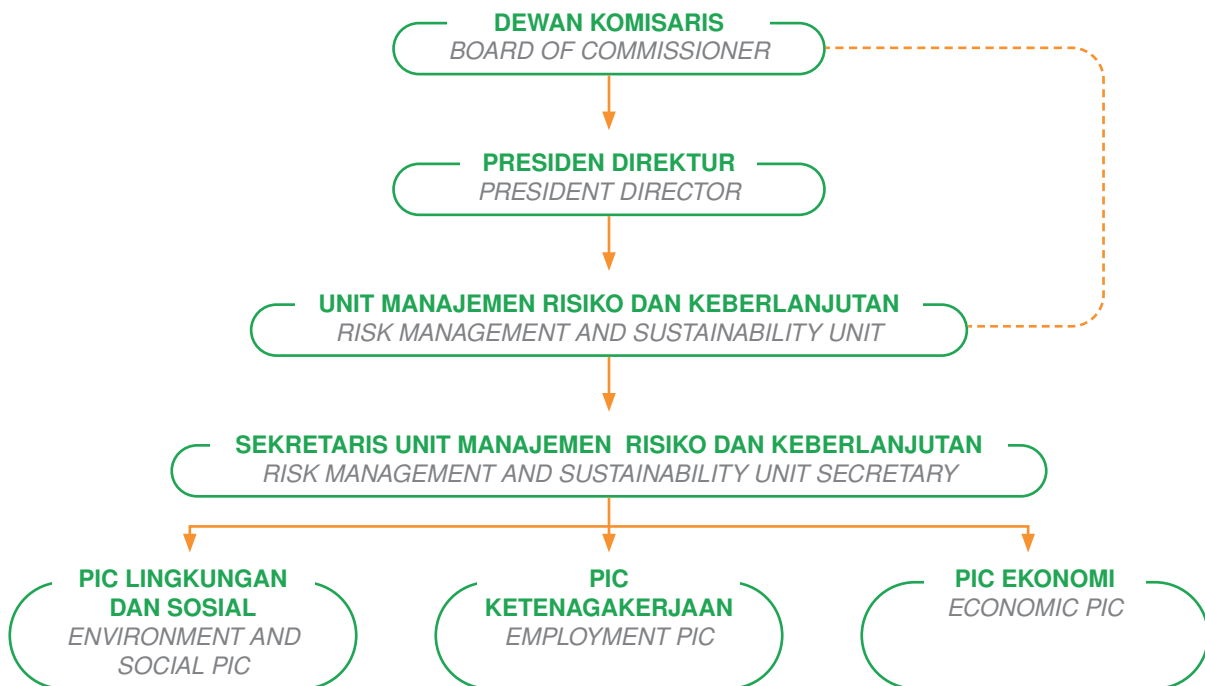 DEWAN KOMISARIS
BOARD OF COMMISSIONER
PRESIDEN DIREKTUR
PRESIDENT DIRECTOR
UNIT MANAJEMEN RISIKO DAN KEBERLANJUTAN
RISK MANAGEMENT AND SUSTAINABILITY UNIT
SEKRETARIS UNIT MANAJEMEN RISIKO DAN KEBERLANJUTAN
RISK MANAGEMENT AND SUSTAINABILITY UNIT SECRETARY
PIC LINGKUNGAN
DAN SOSIAL
ENVIRONMENT AND
SOCIAL PIC
PIC
KETENAGAKERJAAN
EMPLOYMENT PIC
PIC EKONOMI
ECONOMIC PIC